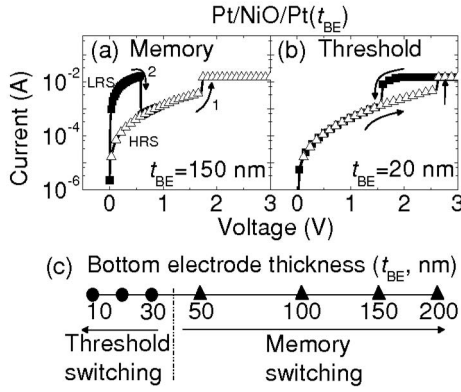 Pt/NiO/Pt(t_BE)
(a) Memory
(b) Threshold
Current (A)
10^-2
10^-4
10^-6
LRS
2
HRS
1
t_BE=150 nm
t_BE=20 nm
0 1 2 3
0 1 2 3
Voltage (V)
(c) Bottom electrode thickness (t_BE, nm)
10 30 50 100 150 200
Threshold switching
Memory switching